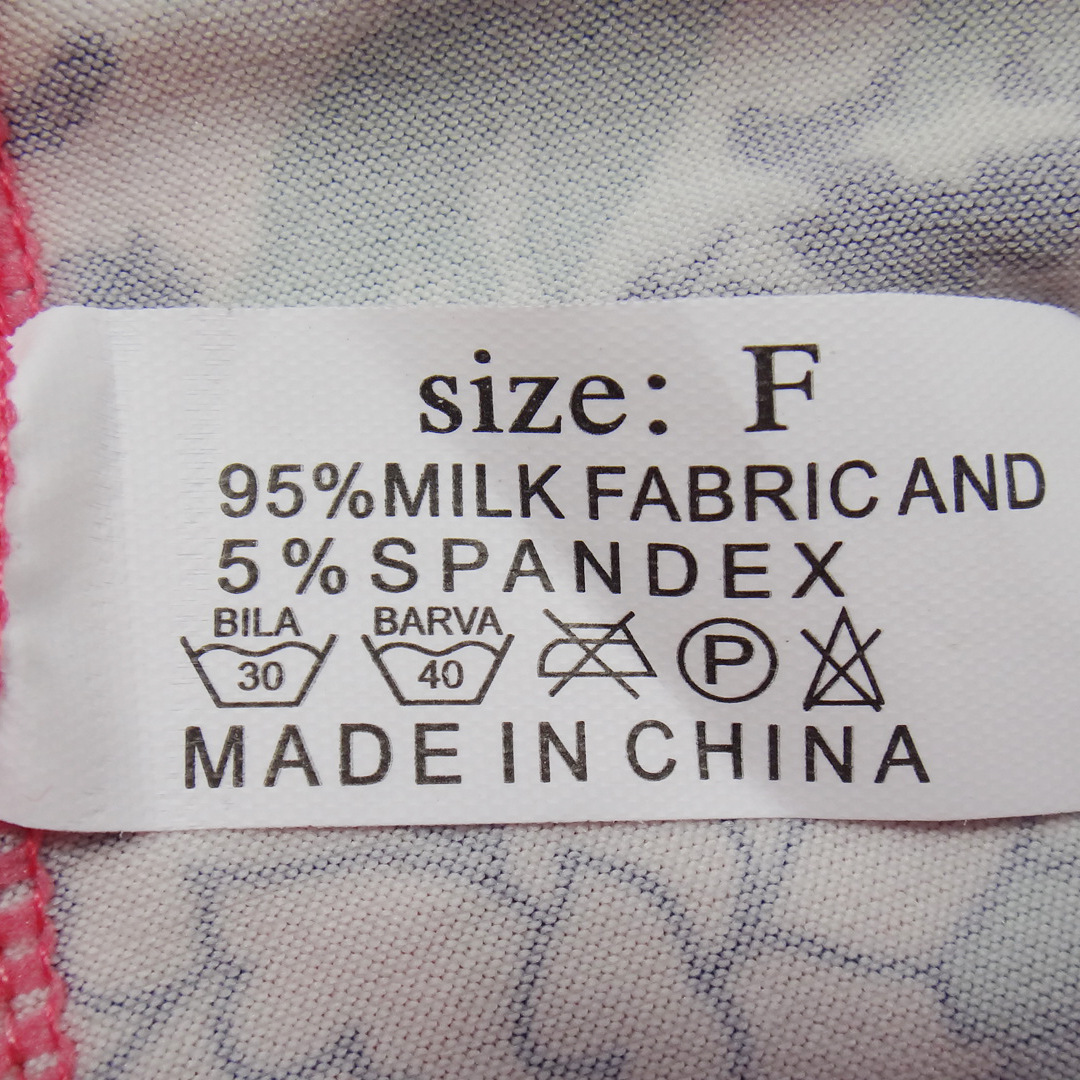 size: F
95%MILK FABRIC AND
5%SPANDEX
BILA BARVA
30 40 P
MADE IN CHINA